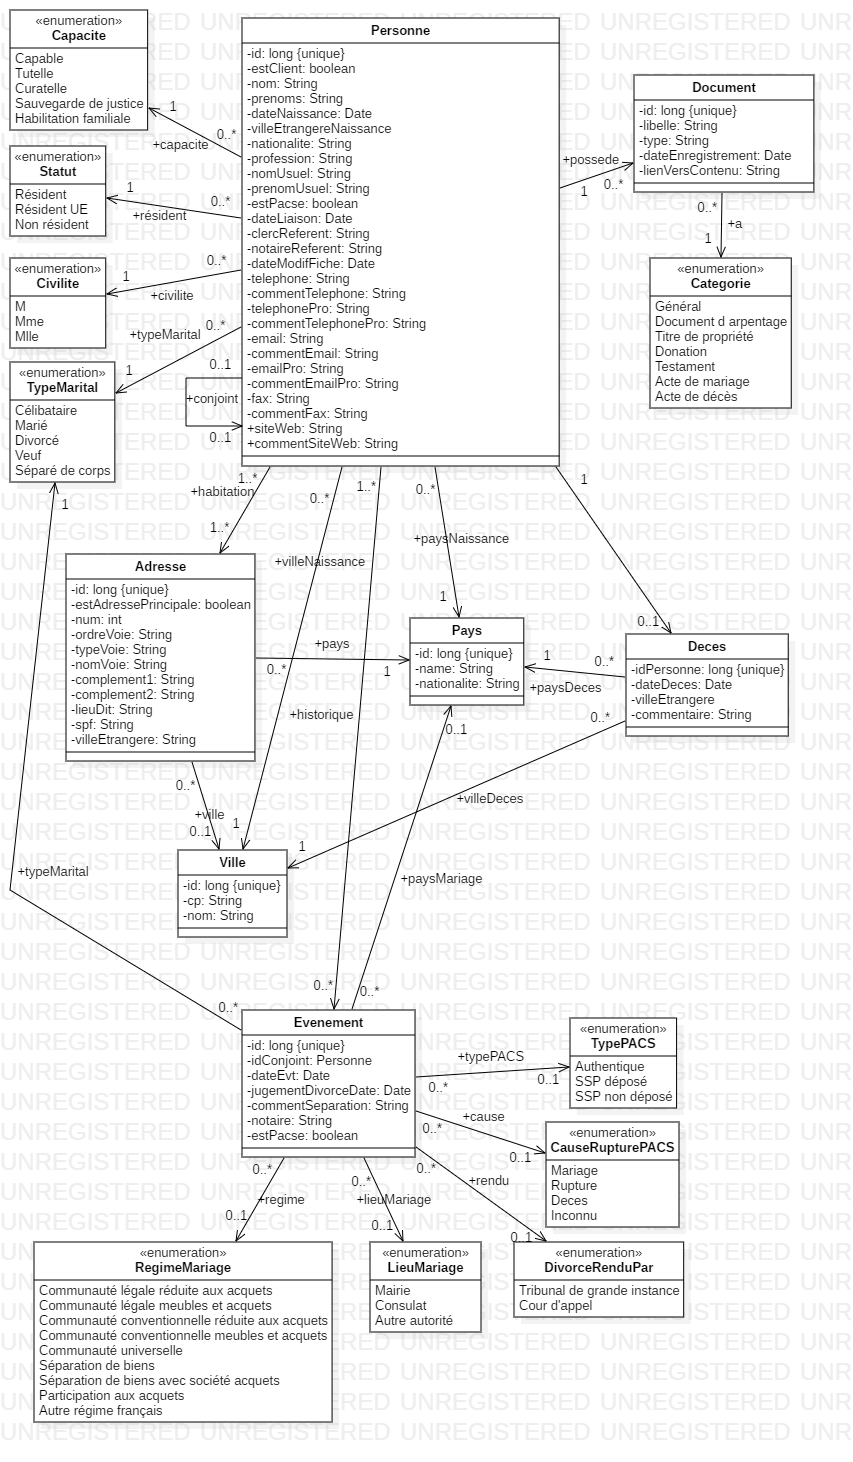 «enumeration»
Capacite
Capable
Tutelle
Curatelle
Sauvegarde de justice
Habilitation familiale
«enumeration»
Statut
Résident
Résident UE
Non résident
«enumeration»
Civilite
M
Mme
Mlle
«enumeration»
TypeMarital
Célibataire
Marié
Divorcé
Veuf
Séparé de corps
Personne
-id: long {unique}
-estClient: boolean
-nom: String
-prenoms: String
-dateNaissance: Date
-villeEtrangereNaissance
-nationalite: String
-profession: String
-nomUsuel: String
-prenomUsuel: String
-estPacse: boolean
-dateLiaison: Date
-clercReferent: String
-notaireReferent: String
-dateModifFiche: Date
-telephone: String
-commentTelephone: String
-telephonePro: String
-commentTelephonePro: String
-email: String
-commentEmail: String
-emailPro: String
-commentEmailPro: String
-fax: String
-commentFax: String
+siteWeb: String
+commentSiteWeb: String
1
0..*
+capacite
1
0..*
+résident
0..*
1
+civilite
0..*
+typeMarital
1
0..1
+conjoint
0..1
+possede
1
0..*
Document
-id: long {unique}
-libelle: String
-type: String
-dateEnregistrement: Date
-lienVersContenu: String
0..*
+a
1
«enumeration»
Categorie
Général
Document d arpentage
Titre de propriété
Donation
Testament
Acte de mariage
Acte de décès
1..*
+habitation
1..*
0..*
+villeNaissance
1
1..*
+historique
0..*
0..*
+paysNaissance
1
1
0..1
Adresse
-id: long {unique}
-estAdressePrincipale: boolean
-num: int
-ordreVoie: String
-typeVoie: String
-nomVoie: String
-complement1: String
-complement2: String
-lieuDit: String
-spf: String
-villeEtrangere: String
+pays
0..*
1
Pays
-id: long {unique}
-name: String
-nationalite: String
Deces
-idPersonne: long {unique}
-dateDeces: Date
-villeEtrangere
-commentaire: String
1
0..*
+paysDeces
0..*
+villeDeces
1
0..*
+ville
0..1
Ville
-id: long {unique}
-cp: String
-nom: String
0..1
+paysMariage
0..*
1
+typeMarital
0..*
Evenement
-id: long {unique}
-idConjoint: Personne
-dateEvt: Date
-jugementDivorceDate: Date
-commentSeparation: String
-notaire: String
-estPacse: boolean
+typePACS
0..*
0..1
«enumeration»
TypePACS
Authentique
SSP déposé
SSP non déposé
+cause
0..*
0..1
«enumeration»
CauseRupturePACS
Mariage
Rupture
Deces
Inconnu
0..*
+rendu
0..1
«enumeration»
DivorceRenduPar
Tribunal de grande instance
Cour d'appel
0..*
+lieuMariage
0..1
«enumeration»
LieuMariage
Mairie
Consulat
Autre autorité
0..*
+regime
0..1
«enumeration»
RegimeMariage
Communauté légale réduite aux acquets
Communauté légale meubles et acquets
Communauté conventionnelle réduite aux acquets
Communauté conventionnelle meubles et acquets
Communauté universelle
Séparation de biens
Séparation de biens avec société acquets
Participation aux acquets
Autre régime français